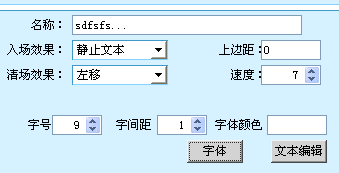 名称： sdfsfs...
入场效果： 静止文本 上边距：0
清场效果： 左移 速度： 7
字号 9 字间距 1 字体颜色
字体 文本编辑